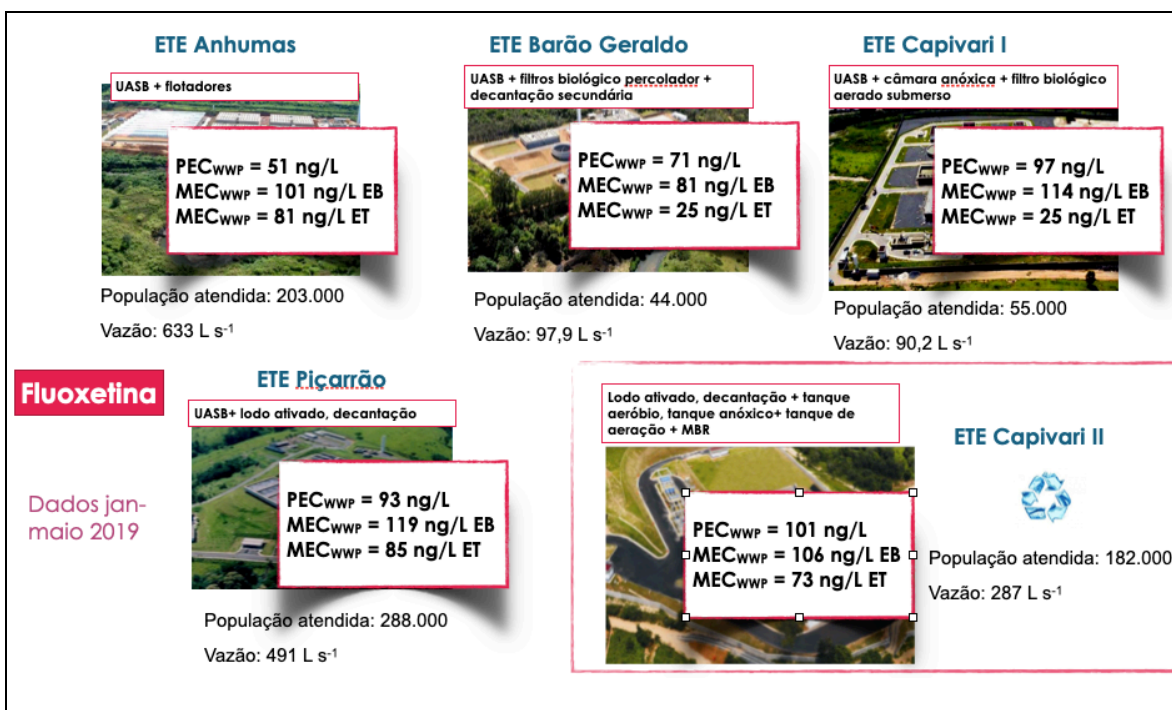 ETE Anhumas
UASB + flotadores
PECWWP = 51 ng/L
MECWWP = 101 ng/L EB
MECWWP = 81 ng/L ET
População atendida: 203.000
Vazão: 633 L s-1
ETE Barão Geraldo
UASB + filtros biológico percolador +
decantação secundária
PECWWP = 71 ng/L
MECWWP = 81 ng/L EB
MECWWP = 25 ng/L ET
População atendida: 44.000
Vazão: 97,9 L s-1
ETE Capivari I
UASB + câmara anóxica + filtro biológico
aerado submerso
PECWWP = 97 ng/L
MECWWP = 114 ng/L EB
MECWWP = 25 ng/L ET
População atendida: 55.000
Vazão: 90,2 L s-1
Fluoxetina
Dados jan-
maio 2019
ETE Piçarrão
UASB+ lodo ativado, decantação
PECWWP = 93 ng/L
MECWWP = 119 ng/L EB
MECWWP = 85 ng/L ET
População atendida: 288.000
Vazão: 491 L s-1
Lodo ativado, decantação + tanque
aeróbio, tanque anóxico+ tanque de
aeração + MBR
PECWWP = 101 ng/L
MECWWP = 106 ng/L EB
MECWWP = 73 ng/L ET
ETE Capivari II
População atendida: 182.000
Vazão: 287 L s-1